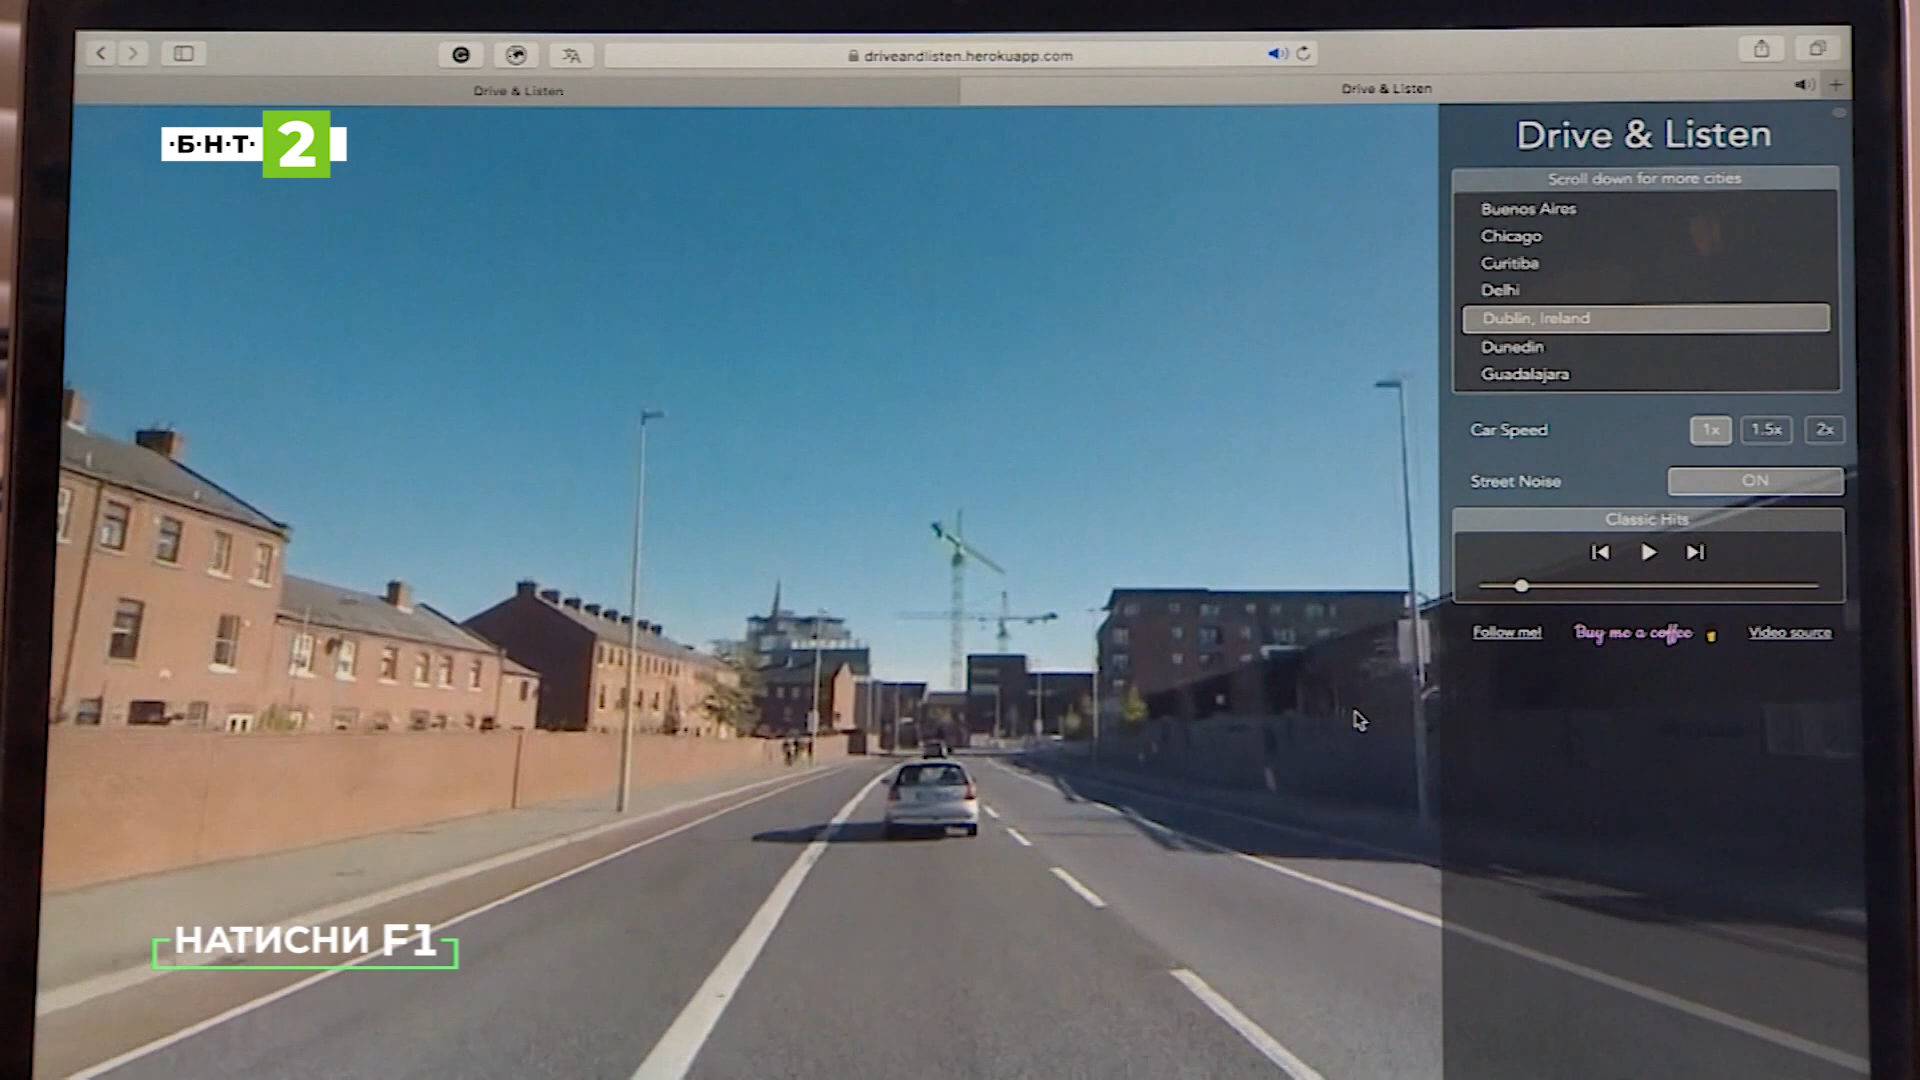 driveandlisten.herokuapp.com
Drive & Listen
Drive & Listen
·Б·Н·Т· 2
Drive & Listen
Scroll down for more cities
Buenos Aires
Chicago
Curitiba
Delhi
Dublin, Ireland
Dunedin
Guadalajara
Car Speed 1x 1.5x 2x
Street Noise ON
Classic Hits
Follow me! Buy me a coffee Video source
НАТИСНИ F1